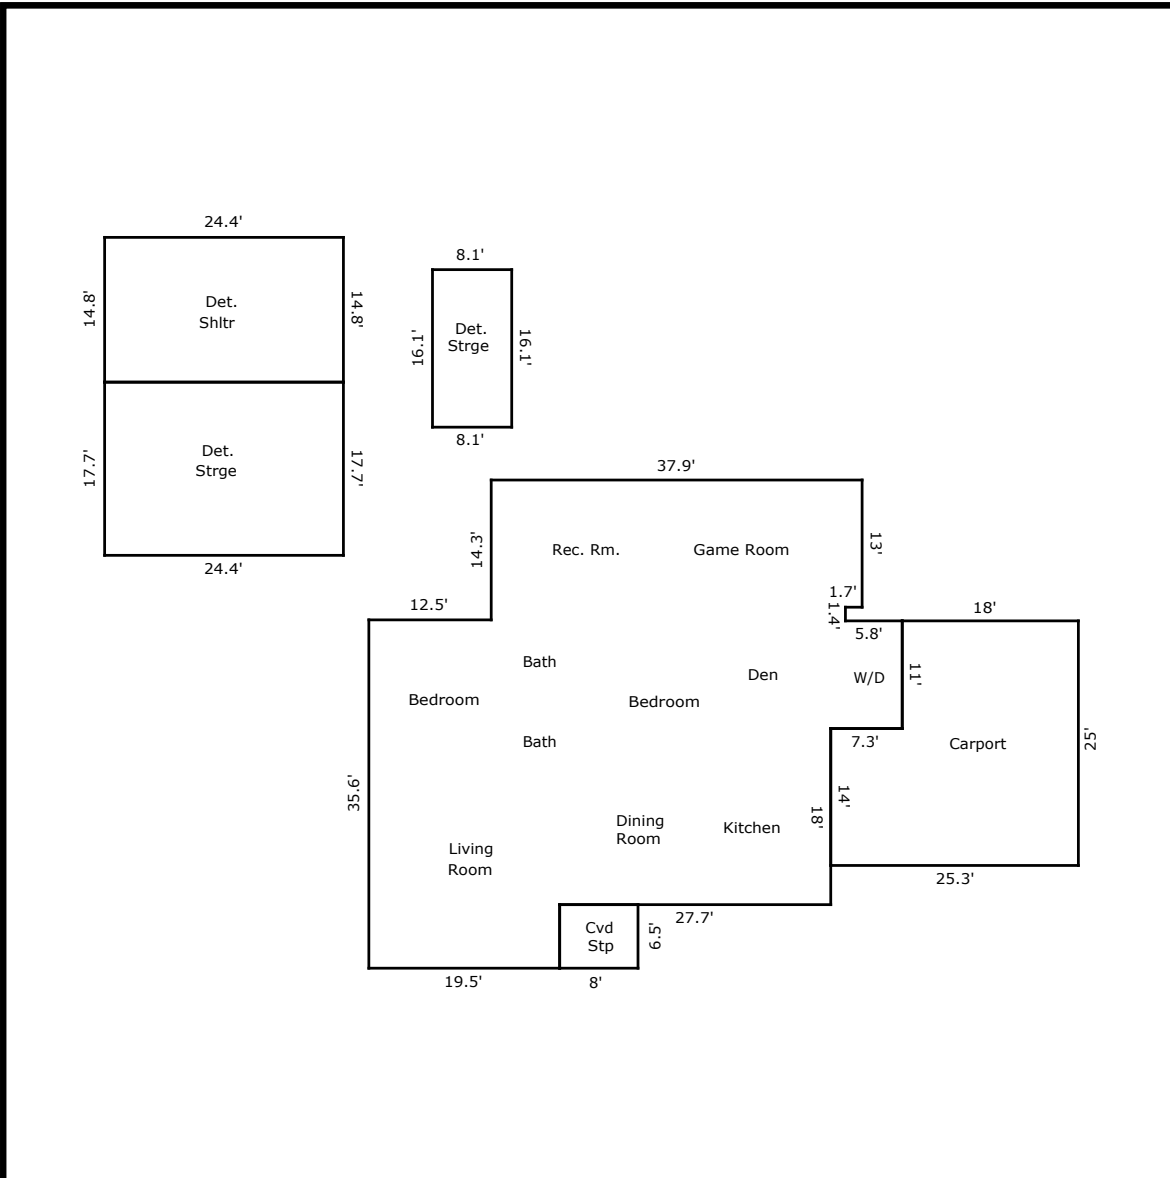 24.4'
14.8'
Det.
Shltr
14.8'
8.1'
16.1'
Det.
Strge
16.1'
8.1'
17.7'
Det.
Strge
17.7'
24.4'
37.9'
14.3'
Rec. Rm.
Game Room
13'
1.7'
1.4'
12.5'
5.8'
18'
Bath
Bedroom
Bedroom
Den
W/D
11'
Bath
7.3'
Carport
25'
35.6'
14'
18'
Dining
Room
Kitchen
Living
Room
25.3'
Cvd
Stp
6.5'
27.7'
19.5'
8'